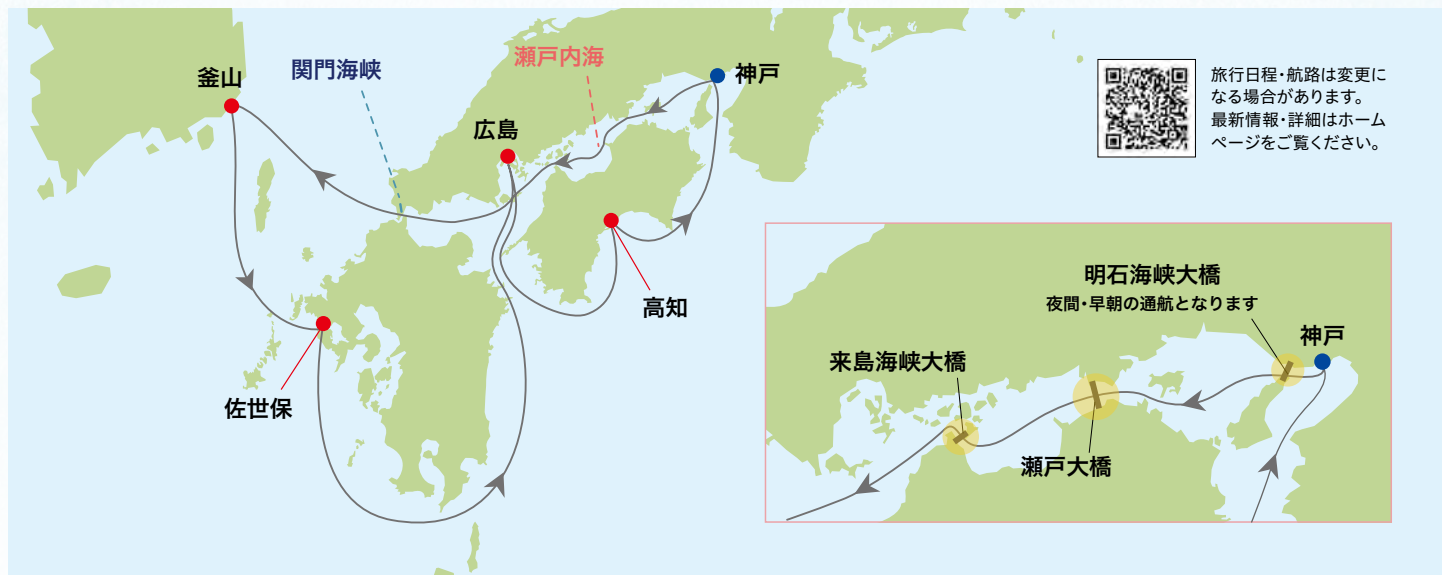 釜山
関門海峡
瀬戸内海
神戸
広島
高知
佐世保
旅行日程・航路は変更に
なる場合があります。
最新情報・詳細はホーム
ページをご覧ください。
明石海峡大橋
夜間・早朝の通航となります
神戸
来島海峡大橋
瀬戸大橋